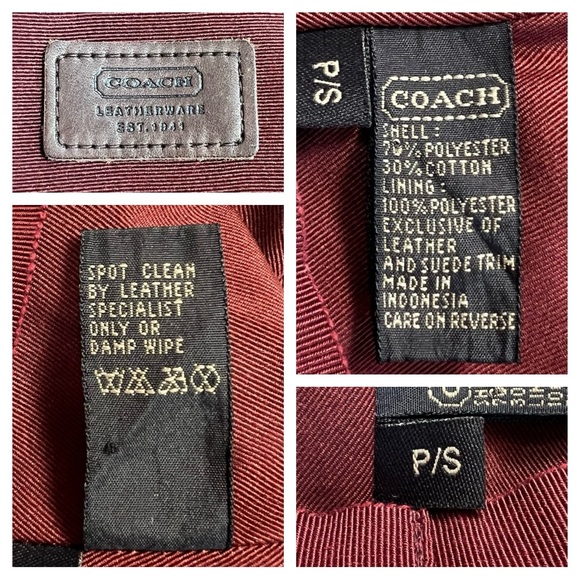 COACH
LEATHERWARE
EST. 1941
P/S
COACH
SHELL:
70% POLYESTER
30% COTTON
LINING:
100% POLYESTER
EXCLUSIVE OF
LEATHER
AND SUEDE TRIM
MADE IN
INDONESIA
CARE ON REVERSE
SPOT CLEAN
BY LEATHER
SPECIALIST
ONLY OR
DAMP WIPE
P/S